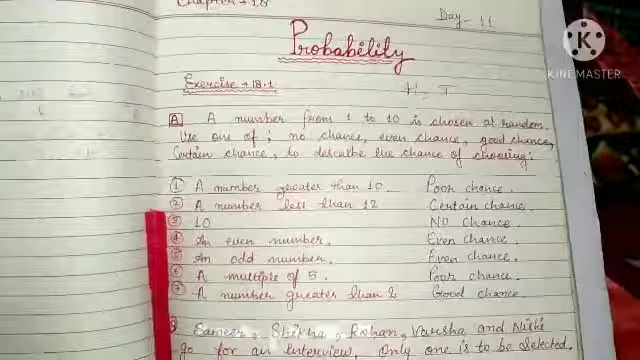 Chapter - 18
Day - 11
Probability
KINEMASTER
Exercise - 18.1
H.T
A A number from 1 to 10 is chosen at random.
Use one of; no chance, even chance, good chance,
Certain chance, to describe the chance of choosing:
1 A number greater than 10. Poor chance.
2 A number less than 12 Certain chance.
3 10 No Chance.
4 An even number. Even chance.
5 An odd number. Even chance.
6 A multiple of 5. Poor chance.
7 A number greater than 2 Good chance.
Sameer, Shikha, Rohan, Varsha and Nishi
go for an interview. Only one is to be selected.